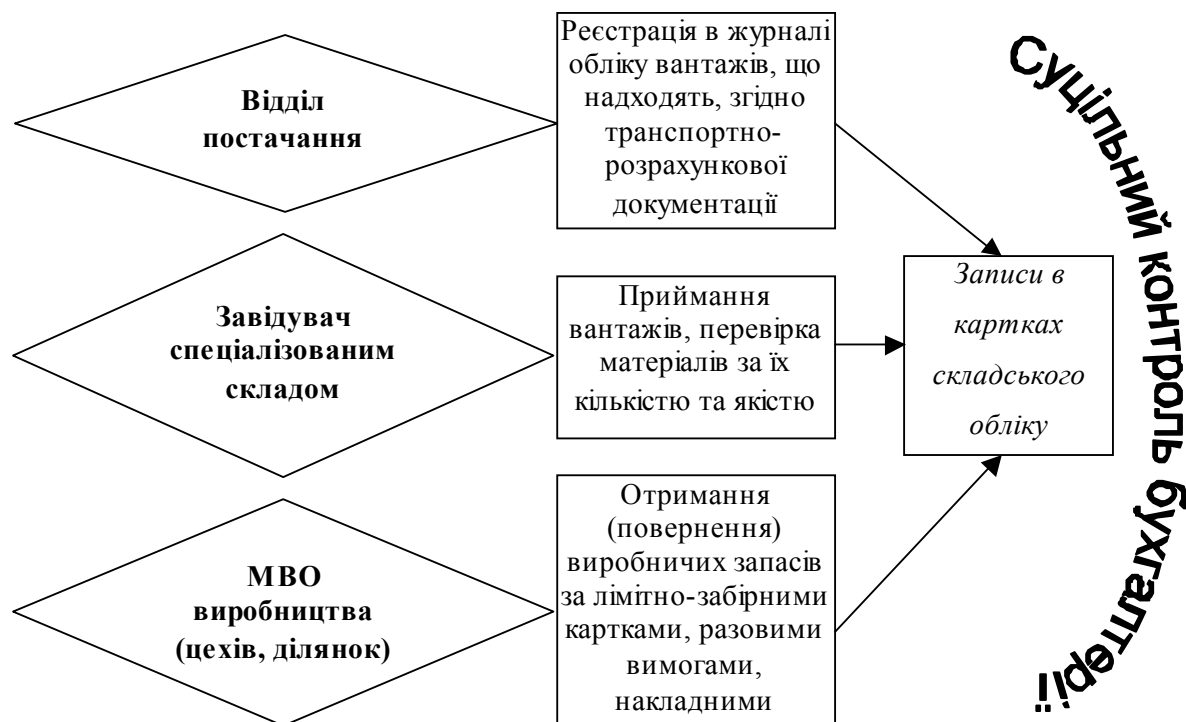 Відділ
постачання
Реєстрація в журналі
обліку вантажів, що
надходять, згідно
транспортно-
розрахункової
документації
Завідувач
спеціалізованим
складом
Приймання
вантажів, перевірка
матеріалів за їх
кількістю та якістю
МВО
виробництва
(цехів, ділянок)
Отримання
(повернення)
виробничих запасів
за лімітно-забірними
картками, разовими
вимогами,
накладними
Записи в
картках
складського
обліку
Суцільний контроль бухгалтерії